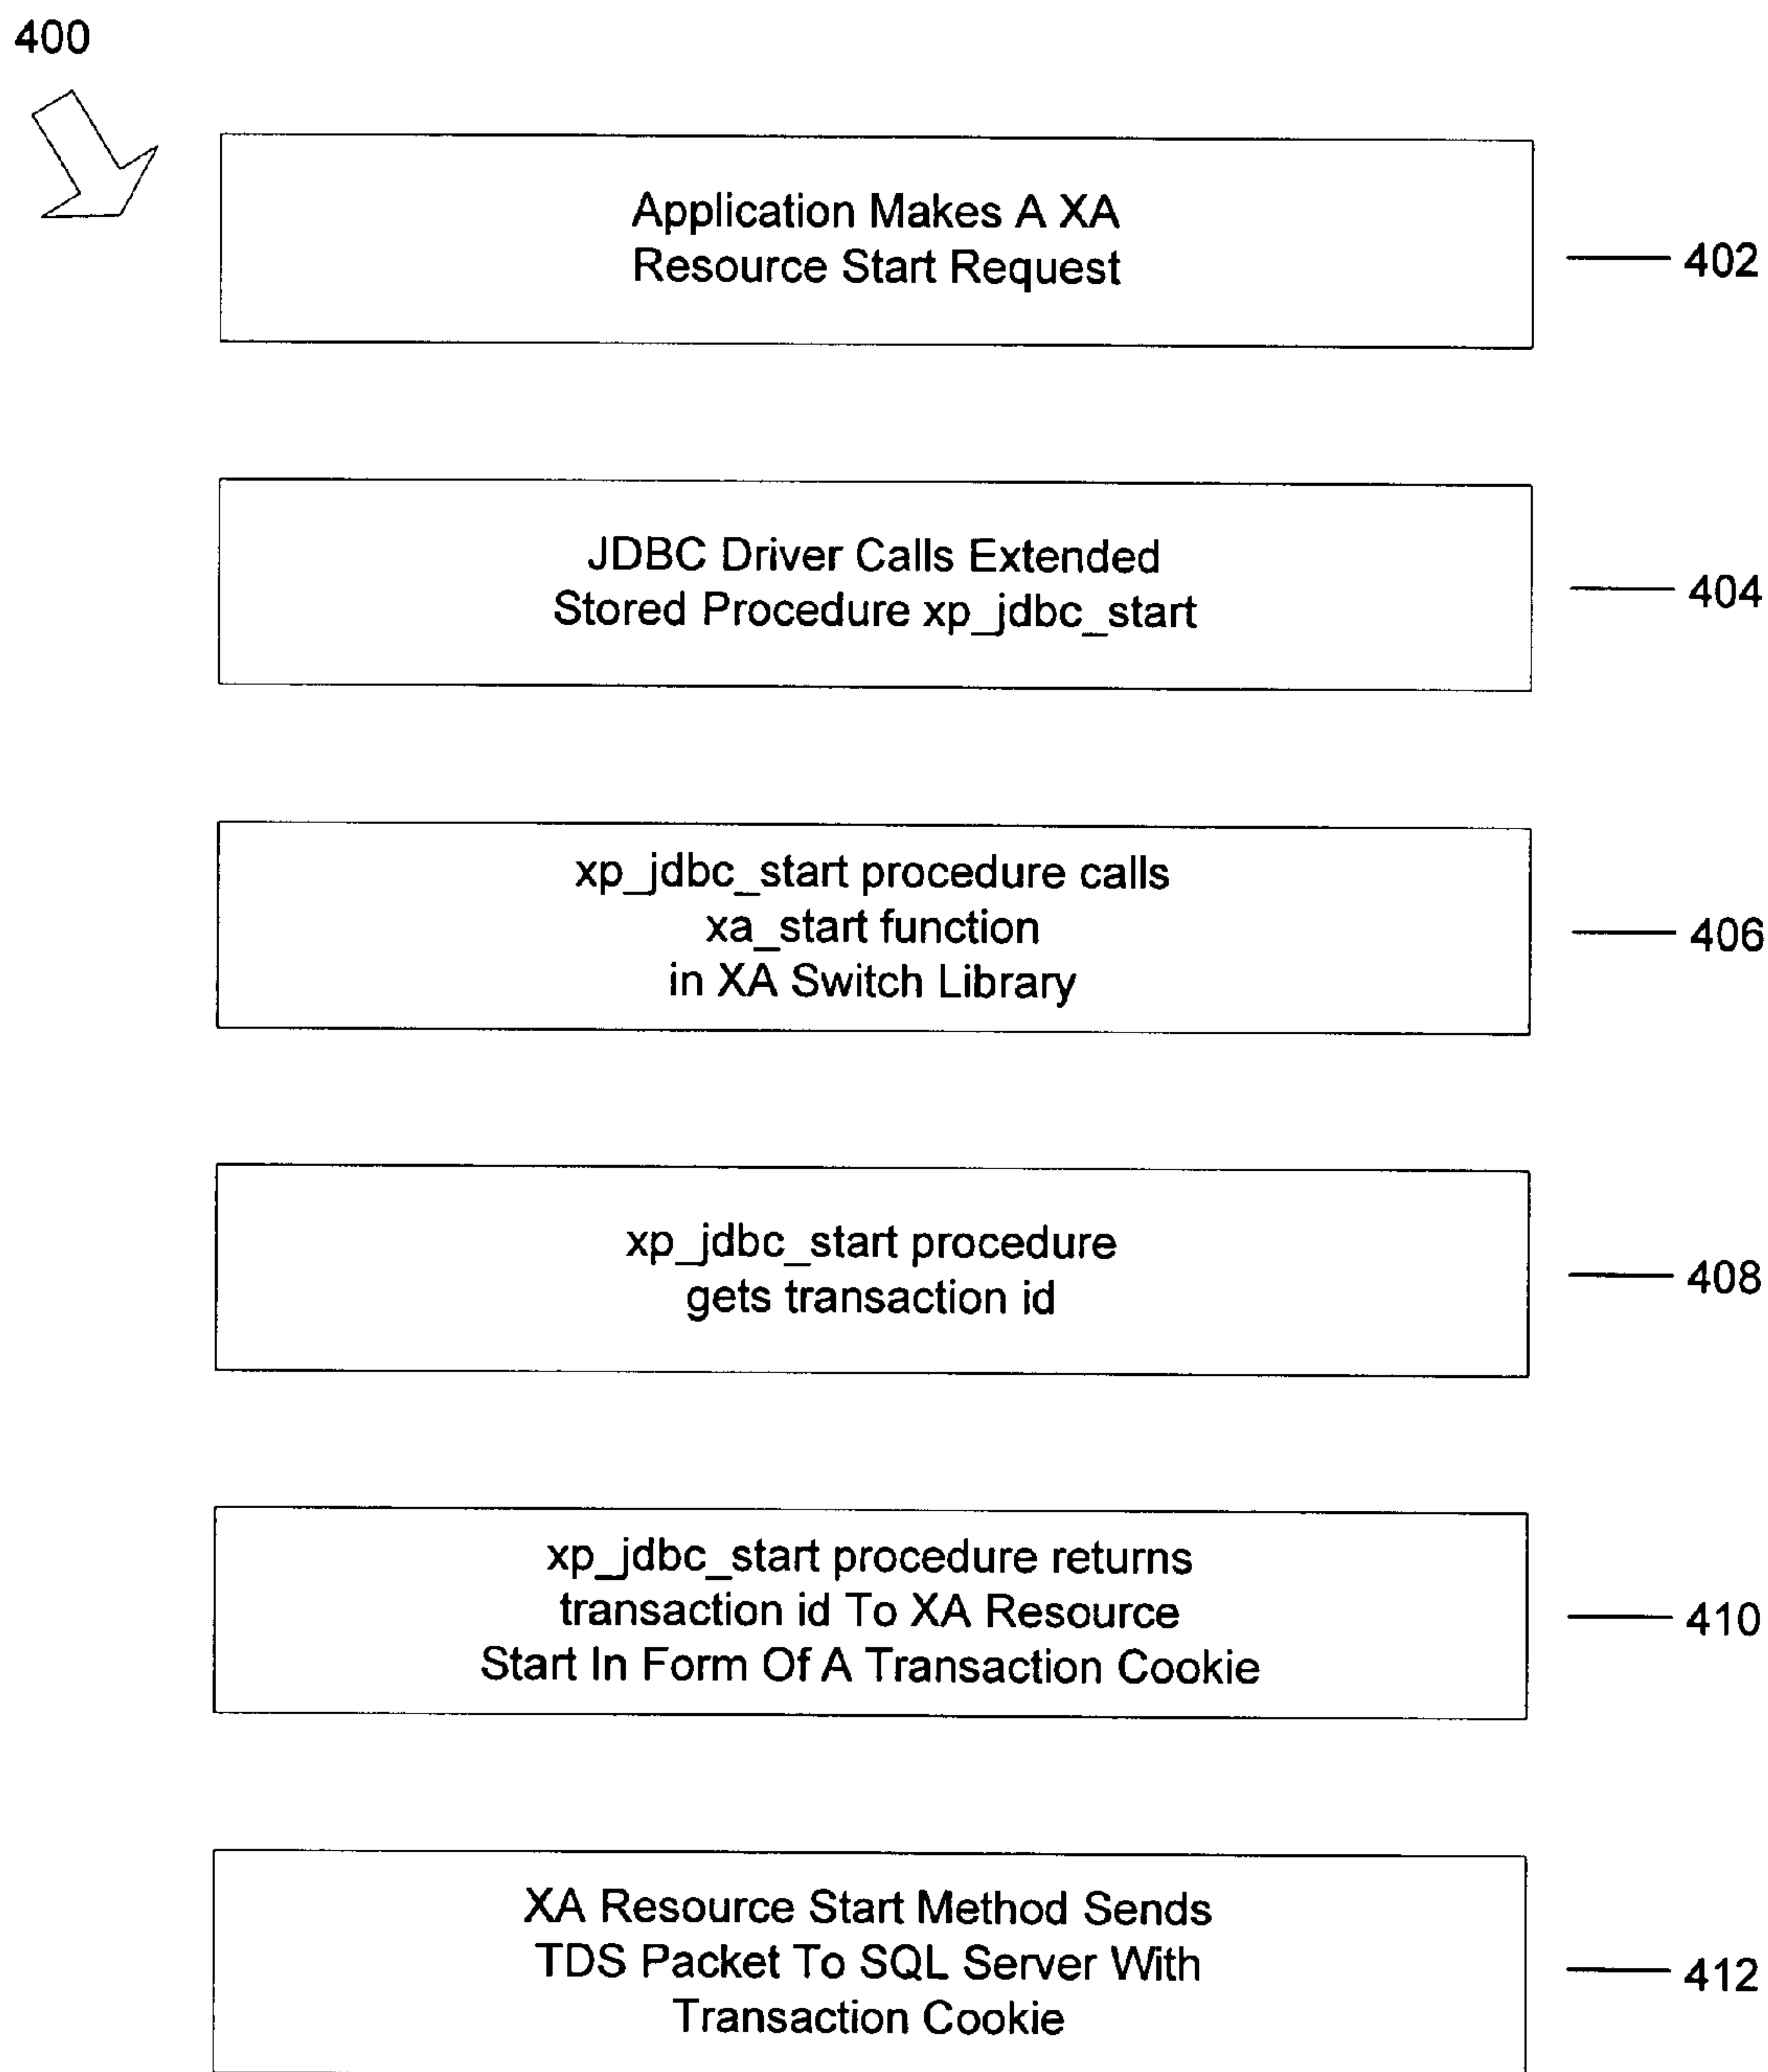 400
Application Makes A XA
Resource Start Request
402
JDBC Driver Calls Extended
Stored Procedure xp_jdbc_start
404
xp_jdbc_start procedure calls
xa_start function
in XA Switch Library
406
xp_jdbc_start procedure
gets transaction id
408
xp_jdbc_start procedure returns
transaction id To XA Resource
Start In Form Of A Transaction Cookie
410
XA Resource Start Method Sends
TDS Packet To SQL Server With
Transaction Cookie
412